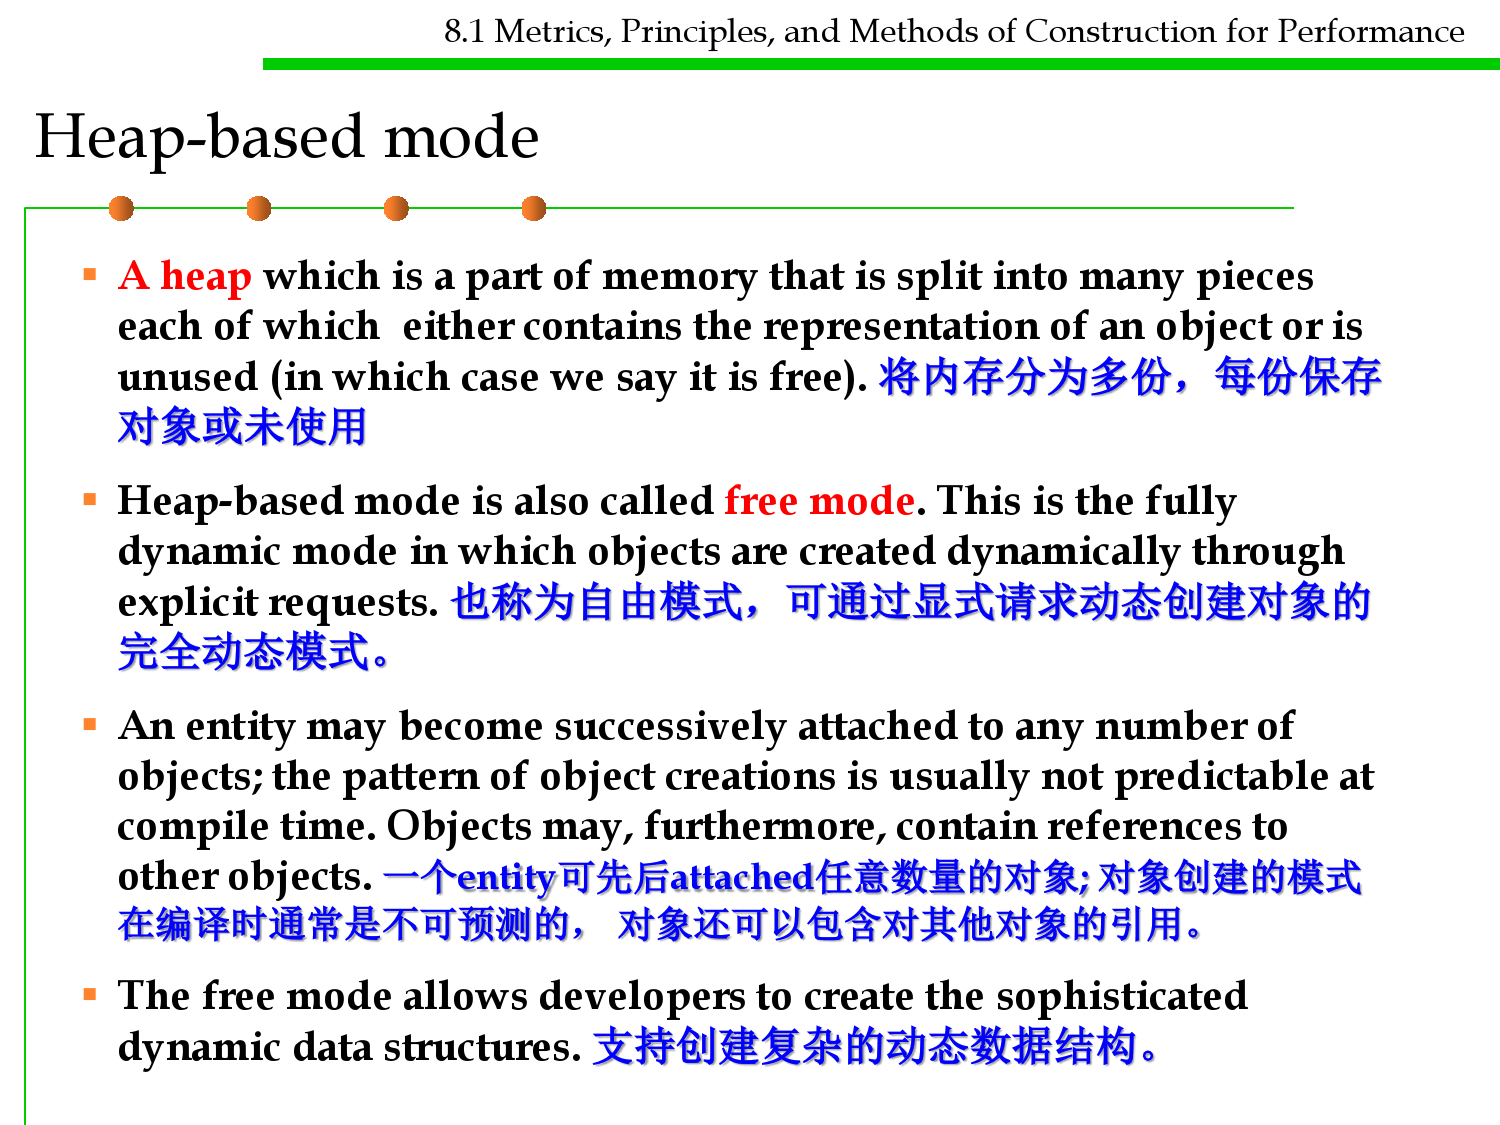 8.1 Metrics, Principles, and Methods of Construction for Performance
Heap-based mode
▪ A heap which is a part of memory that is split into many pieces
each of which either contains the representation of an object or is
unused (in which case we say it is free). 将内存分为多份，每份保存
对象或未使用
▪ Heap-based mode is also called free mode. This is the fully
dynamic mode in which objects are created dynamically through
explicit requests. 也称为自由模式，可通过显式请求动态创建对象的
完全动态模式。
▪ An entity may become successively attached to any number of
objects; the pattern of object creations is usually not predictable at
compile time. Objects may, furthermore, contain references to
other objects. 一个entity可先后attached任意数量的对象; 对象创建的模式
在编译时通常是不可预测的， 对象还可以包含对其他对象的引用。
▪ The free mode allows developers to create the sophisticated
dynamic data structures. 支持创建复杂的动态数据结构。